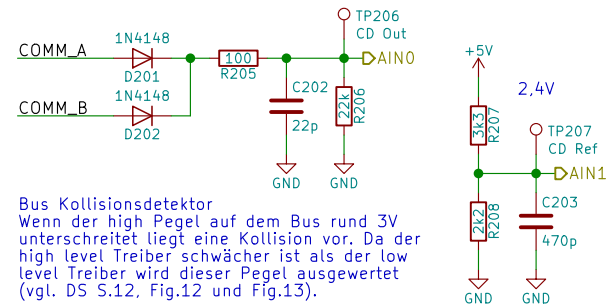 TP206
CD Out
1N4148
COMM_A
D201
100
R205
AIN0
1N4148
COMM_B
D202
C202
22p
22k
R206
GND
GND
+5V
2,4V
3k3
R207
TP207
CD Ref
AIN1
2k2
R208
C203
470p
GND
GND
Bus Kollisionsdetektor
Wenn der high Pegel auf dem Bus rund 3V
unterschreitet liegt eine Kollision vor. Da der
high level Treiber schwächer ist als der low
level Treiber wird dieser Pegel ausgewertet
(vgl. DS S.12, Fig.12 und Fig.13).